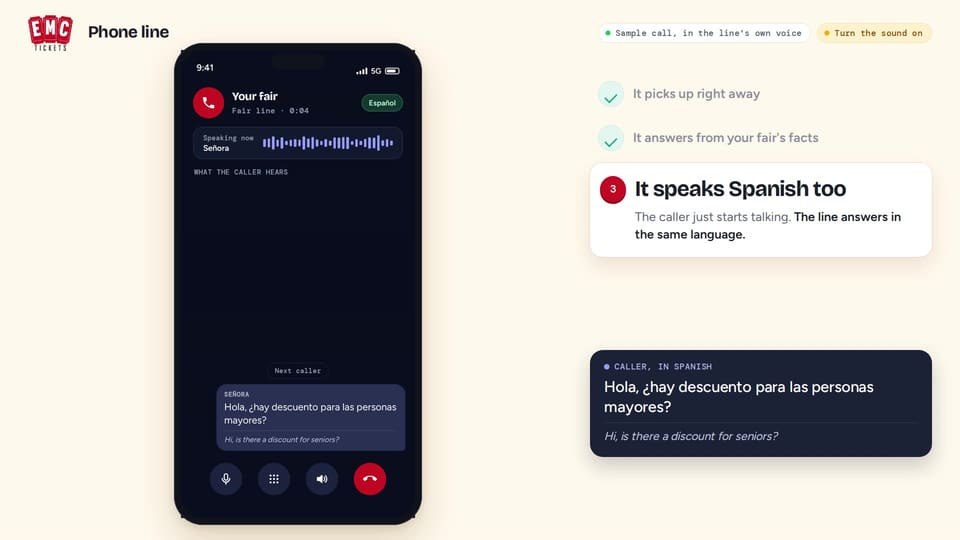 EMC
TICKETS
Phone line
Sample call, in the line's own voice
Turn the sound on
9:41
5G
Your fair
Fair line · 0:04
Español
Speaking now
Señora
WHAT THE CALLER HEARS
Next caller
SEÑORA
Hola, ¿hay descuento para las personas
mayores?
Hi, is there a discount for seniors?
It picks up right away
It answers from your fair's facts
3
It speaks Spanish too
The caller just starts talking. The line answers in
the same language.
CALLER, IN SPANISH
Hola, ¿hay descuento para las personas
mayores?
Hi, is there a discount for seniors?